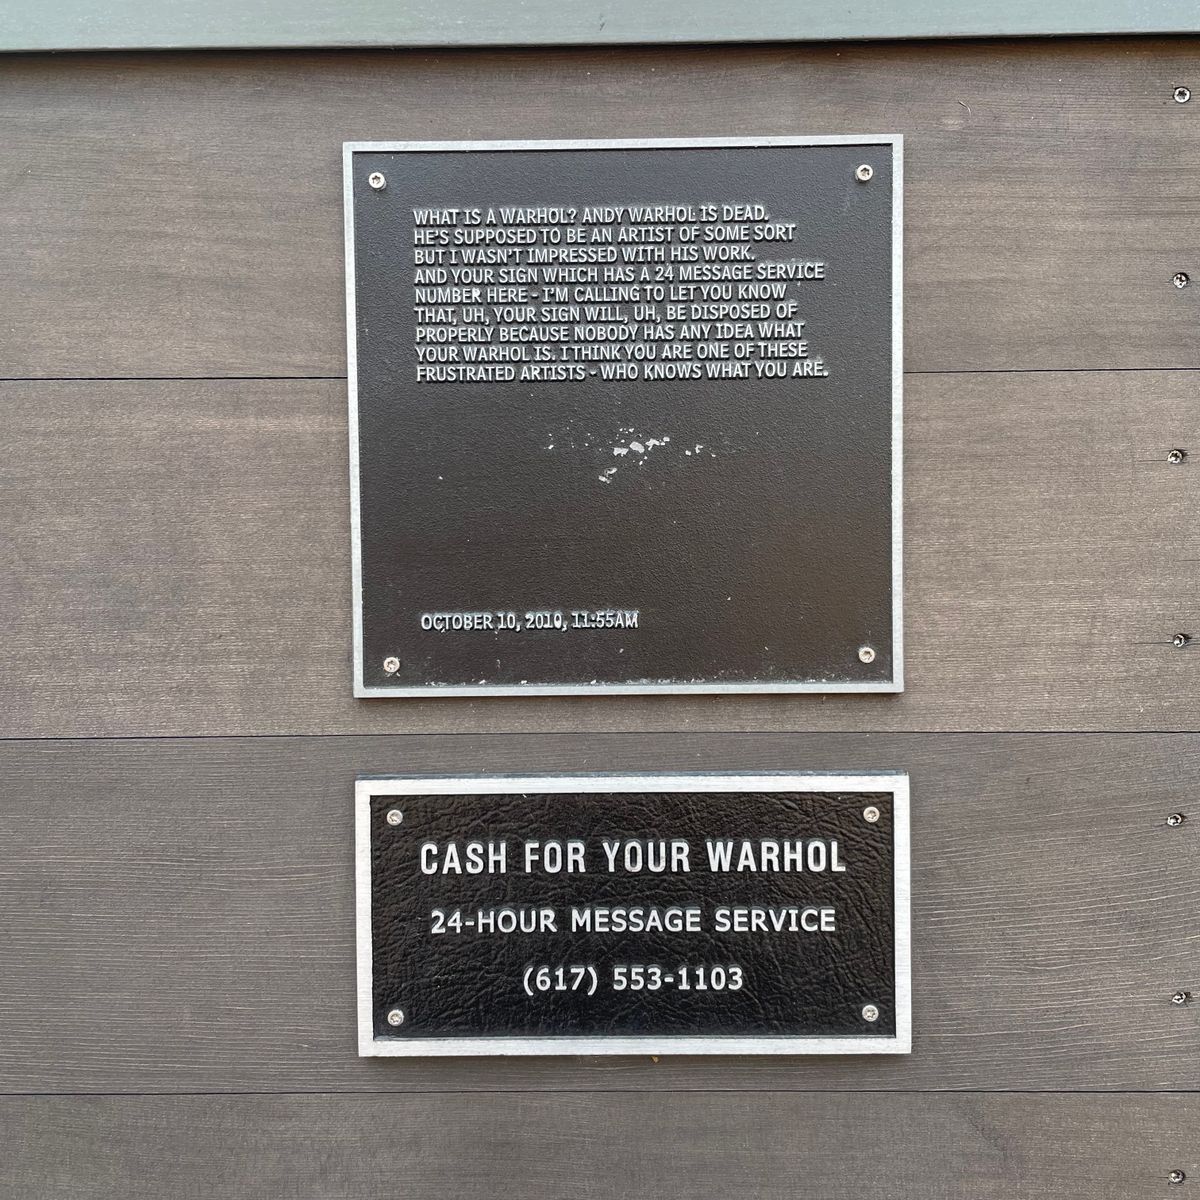 WHAT IS A WARHOL? ANDY WARHOL IS DEAD.
HE'S SUPPOSED TO BE AN ARTIST OF SOME SORT
BUT I WASN'T IMPRESSED WITH HIS WORK.
AND YOUR SIGN WHICH HAS A 24 MESSAGE SERVICE
NUMBER HERE - I'M CALLING TO LET YOU KNOW
THAT, UH, YOUR SIGN WILL, UH, BE DISPOSED OF
PROPERLY BECAUSE NOBODY HAS ANY IDEA WHAT
YOUR WARHOL IS. I THINK YOU ARE ONE OF THESE
FRUSTRATED ARTISTS - WHO KNOWS WHAT YOU ARE.
OCTOBER 10, 2010, 11:55AM
CASH FOR YOUR WARHOL
24-HOUR MESSAGE SERVICE
(617) 553-1103